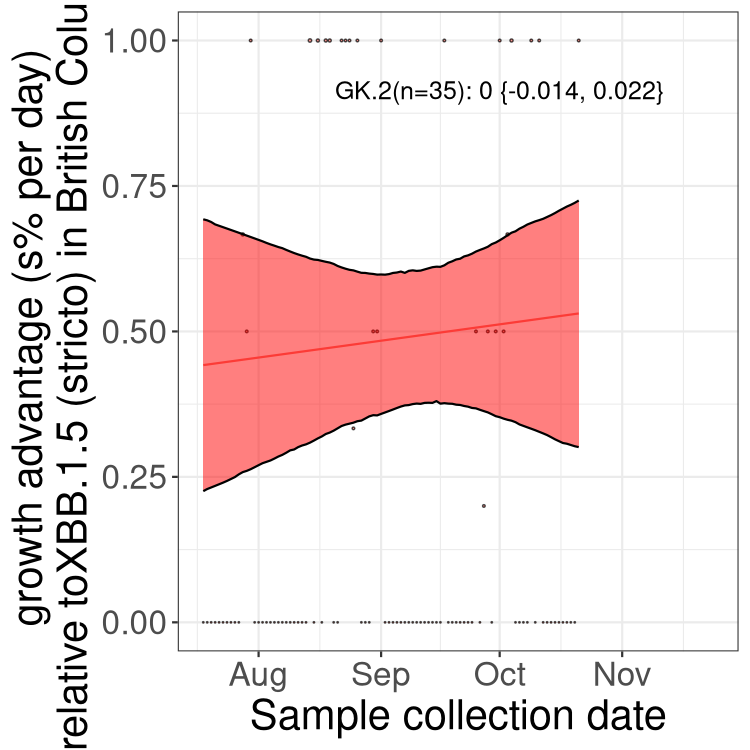 growth advantage (s% per day)
relative toXBB.1.5 (stricto) in British Colu
1.00
0.75
0.50
0.25
0.00
GK.2(n=35): 0 {-0.014, 0.022}
Aug Sep Oct Nov
Sample collection date